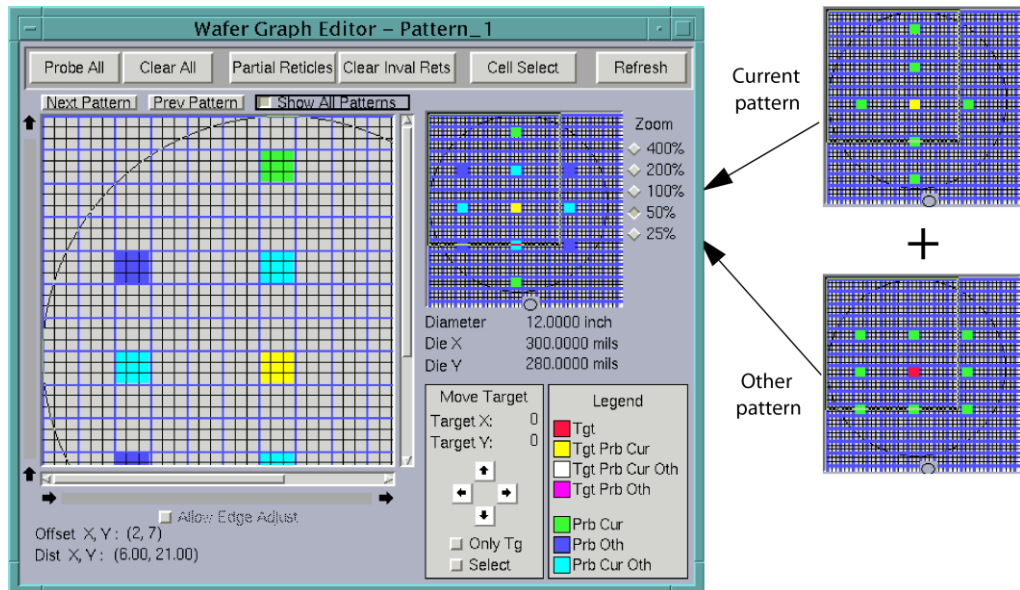 Wafer Graph Editor - Pattern_1
Probe All
Clear All
Partial Reticles
Clear Inval Rets
Cell Select
Refresh
Next Pattern
Prev Pattern
Show All Patterns
Zoom
400%
200%
100%
50%
25%
Diameter 12.0000 inch
Die X 300.0000 mils
Die Y 280.0000 mils
Move Target
Target X: 0
Target Y: 0
Only Tg
Select
Legend
Tgt
Tgt Prb Cur
Tgt Prb Cur Oth
Tgt Prb Oth
Prb Cur
Prb Oth
Prb Cur Oth
Allow Edge Adjust
Offset X, Y: (2, 7)
Dist X, Y: (6.00, 21.00)
Current
pattern
+
Other
pattern